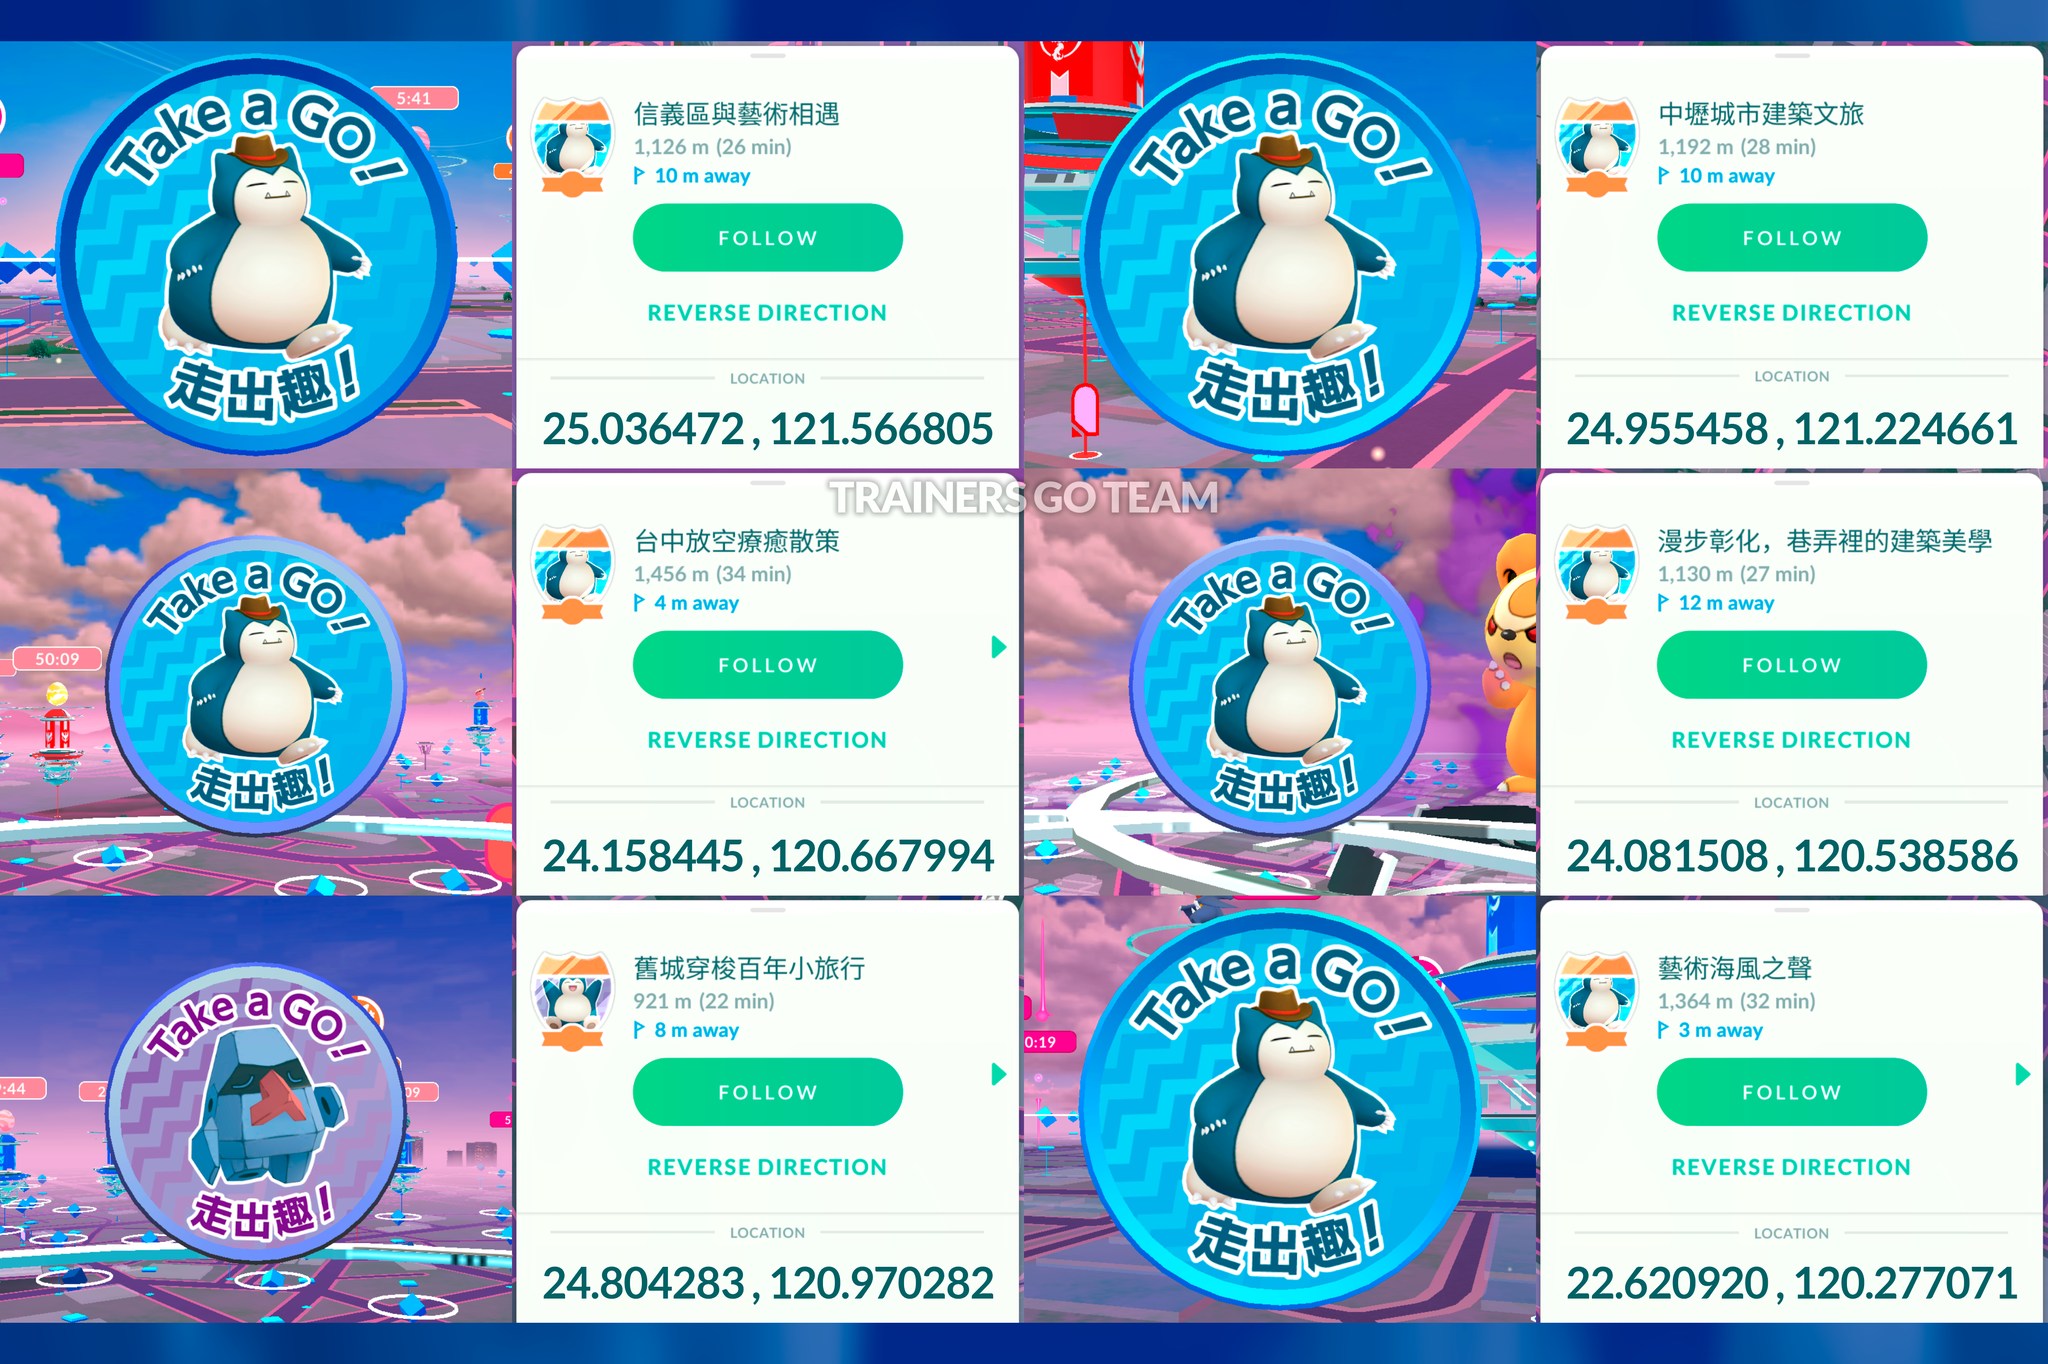 Take a GO!
走出趣!
5:41
信義區與藝術相遇
1,126 m (26 min)
10 m away
FOLLOW
REVERSE DIRECTION
LOCATION
25.036472, 121.566805
Take a GO!
走出趣!
中壢城市建築文旅
1,192 m (28 min)
10 m away
FOLLOW
REVERSE DIRECTION
LOCATION
24.955458, 121.224661
TRAINERS GO TEAM
Take a GO!
走出趣!
50:09
台中放空療癒散策
1,456 m (34 min)
4 m away
FOLLOW
REVERSE DIRECTION
LOCATION
24.158445, 120.667994
Take a GO!
走出趣!
漫步彰化，巷弄裡的建築美學
1,130 m (27 min)
12 m away
FOLLOW
REVERSE DIRECTION
LOCATION
24.081508, 120.538586
Take a GO!
走出趣!
:44
2
09
5
舊城穿梭百年小旅行
921 m (22 min)
8 m away
FOLLOW
REVERSE DIRECTION
LOCATION
24.804283, 120.970282
Take a GO!
走出趣!
0:19
藝術海風之聲
1,364 m (32 min)
3 m away
FOLLOW
REVERSE DIRECTION
LOCATION
22.620920, 120.277071